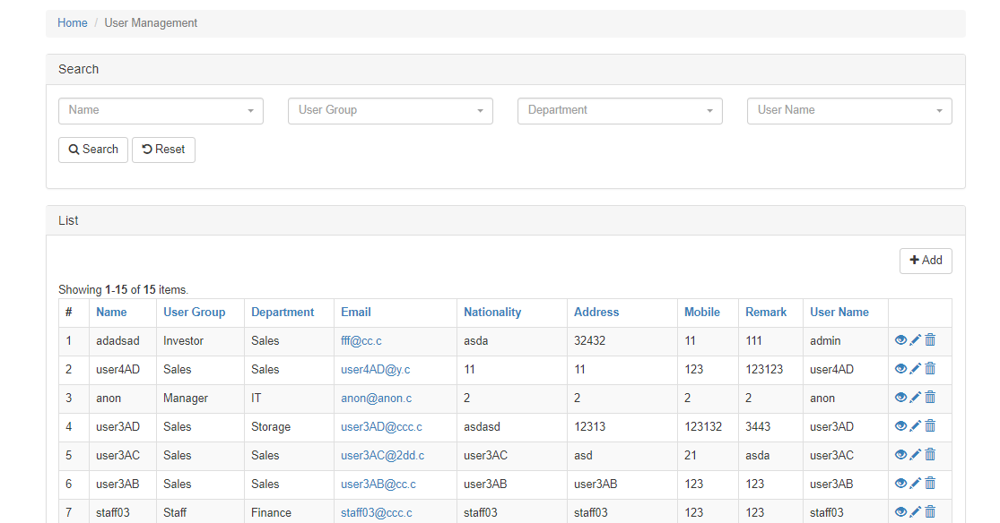 Home / User Management
Search
Name User Group Department User Name
Search Reset
List
Add
Showing 1-15 of 15 items.
# Name User Group Department Email Nationality Address Mobile Remark User Name
1 adadsad Investor Sales fff@cc.c asda 32432 11 111 admin
2 user4AD Sales Sales user4AD@y.c 11 11 123 123123 user4AD
3 anon Manager IT anon@anon.c 2 2 2 2 anon
4 user3AD Sales Storage user3AD@ccc.c asdasd 12313 123132 3443 user3AD
5 user3AC Sales Sales user3AC@2dd.c user3AC asd 21 asda user3AC
6 user3AB Sales Sales user3AB@cc.c user3AB user3AB 123 123 user3AB
7 staff03 Staff Finance staff03@ccc.c staff03 staff03 123 123 staff03